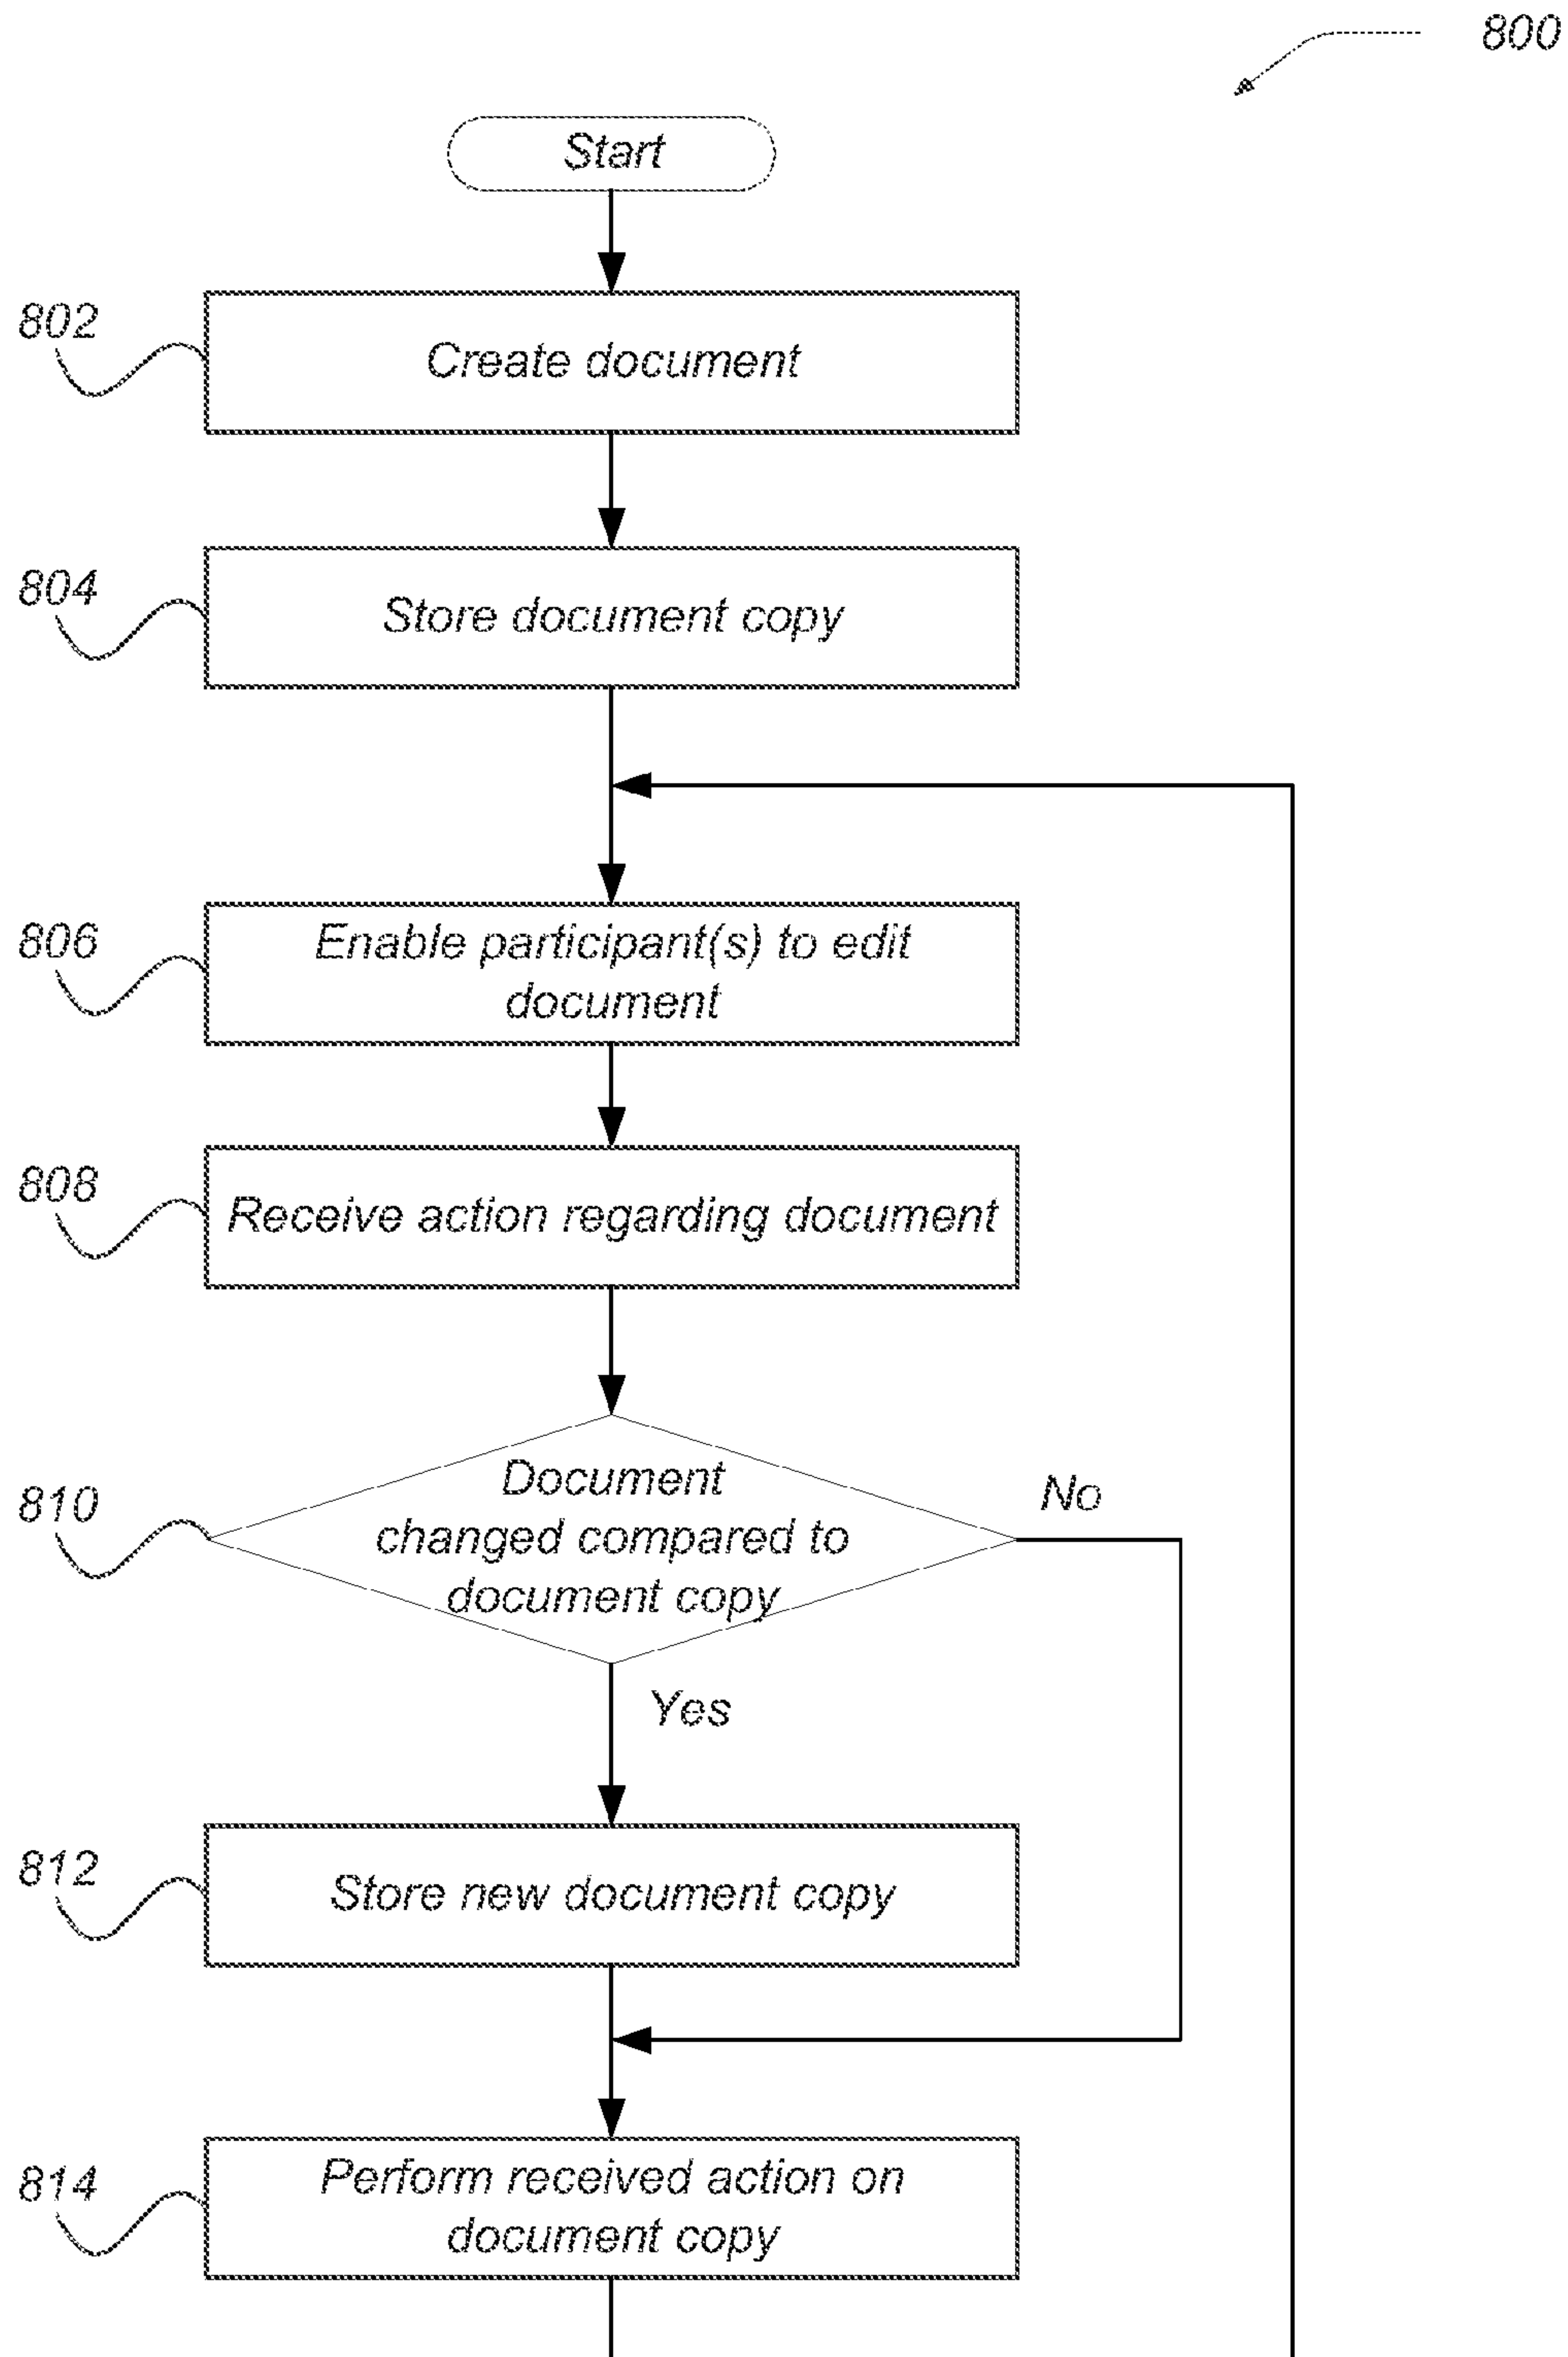 800
Start
802
Create document
804
Store document copy
806
Enable participant(s) to edit
document
808
Receive action regarding document
810
Document
changed compared to
document copy
No
Yes
812
Store new document copy
814
Perform received action on
document copy